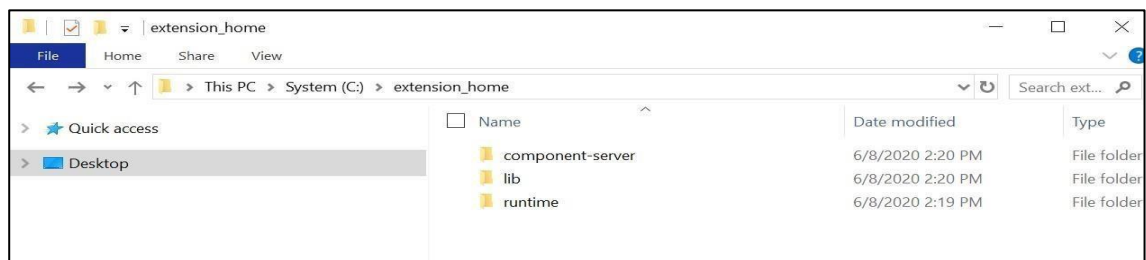 extension_home
File Home Share View
This PC > System (C:) > extension_home Search ext...
Quick access
Desktop
Name Date modified Type
component-server 6/8/2020 2:20 PM File folder
lib 6/8/2020 2:20 PM File folder
runtime 6/8/2020 2:19 PM File folder